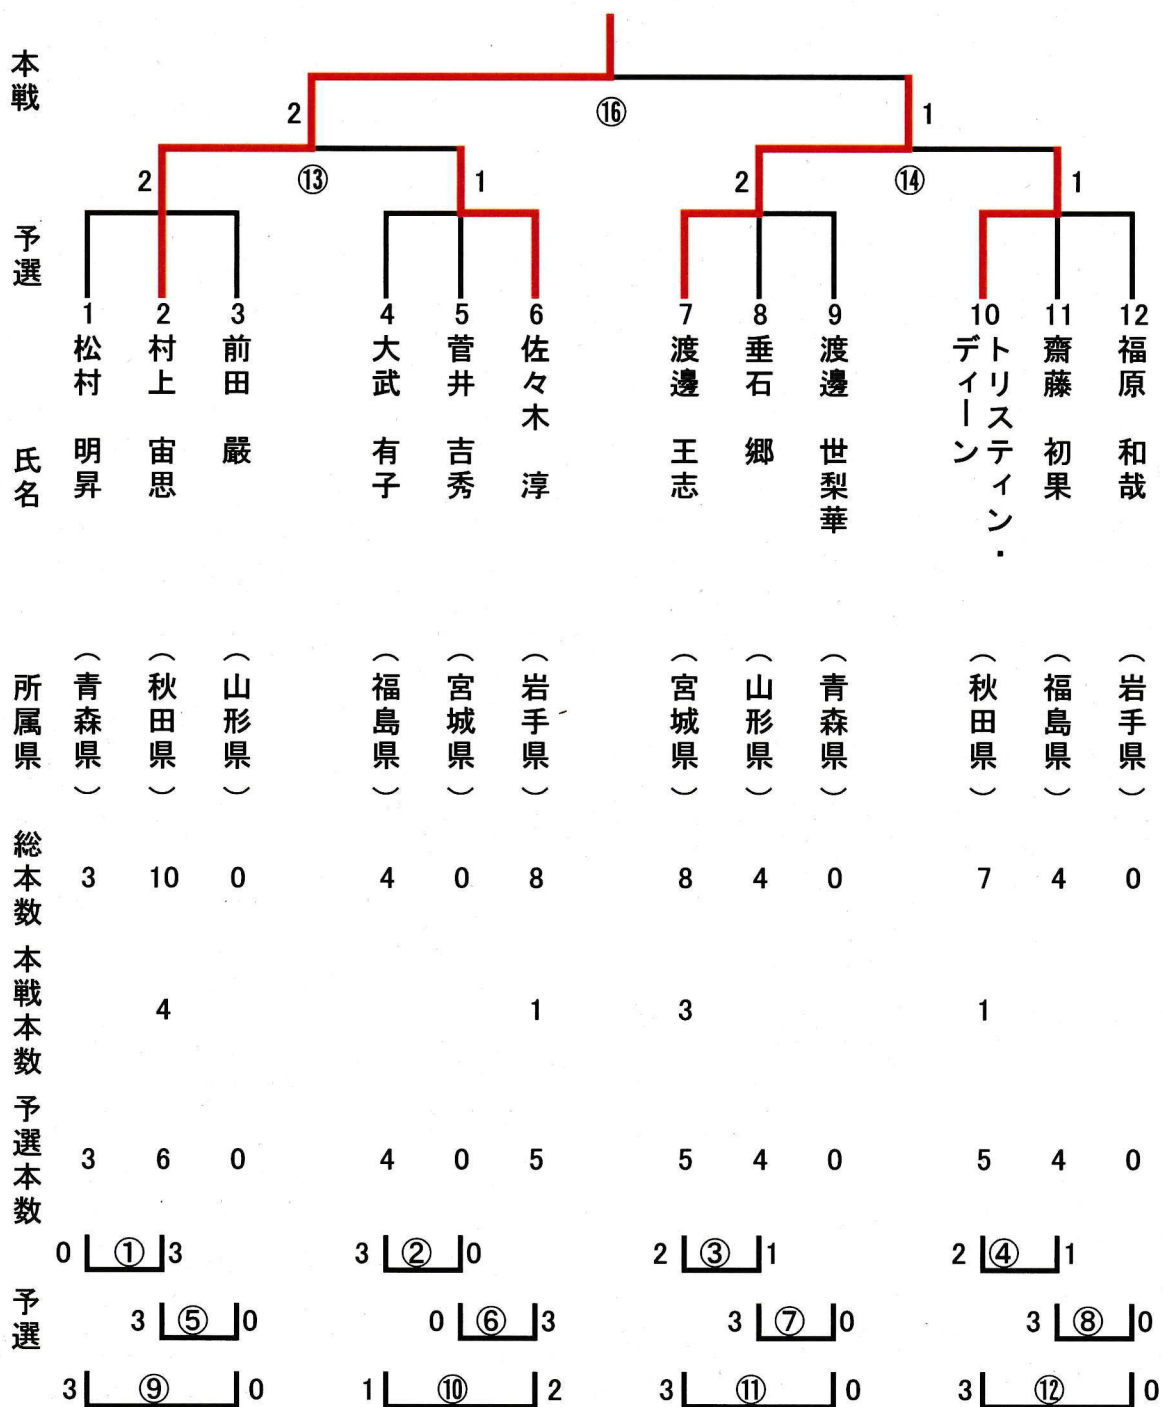 本戦
⑯
2 1
⑬ ⑭
2 1 2 1
予選
1 2 3 4 5 6 7 8 9 10 11 12
氏名
松村 明昇
村上 宙思
前田 嚴
大武 有子
菅井 吉秀
佐々木 淳
渡邊 王志
垂石 郷
渡邊 世梨華
トリスティン・
ディーン
齋藤 初果
福原 和哉
所属県
(青森県)
(秋田県)
(山形県)
(福島県)
(宮城県)
(岩手県)
(宮城県)
(山形県)
(青森県)
(秋田県)
(福島県)
(岩手県)
総本数 3 10 0 4 0 8 8 4 0 7 4 0
本戦本数 4 1 3 1
予選本数 3 6 0 4 0 5 5 4 0 5 4 0
予選
0 ① 3 3 ② 0 2 ③ 1 2 ④ 1
3 ⑤ 0 0 ⑥ 3 3 ⑦ 0 3 ⑧ 0
3 ⑨ 0 1 ⑩ 2 3 ⑪ 0 3 ⑫ 0